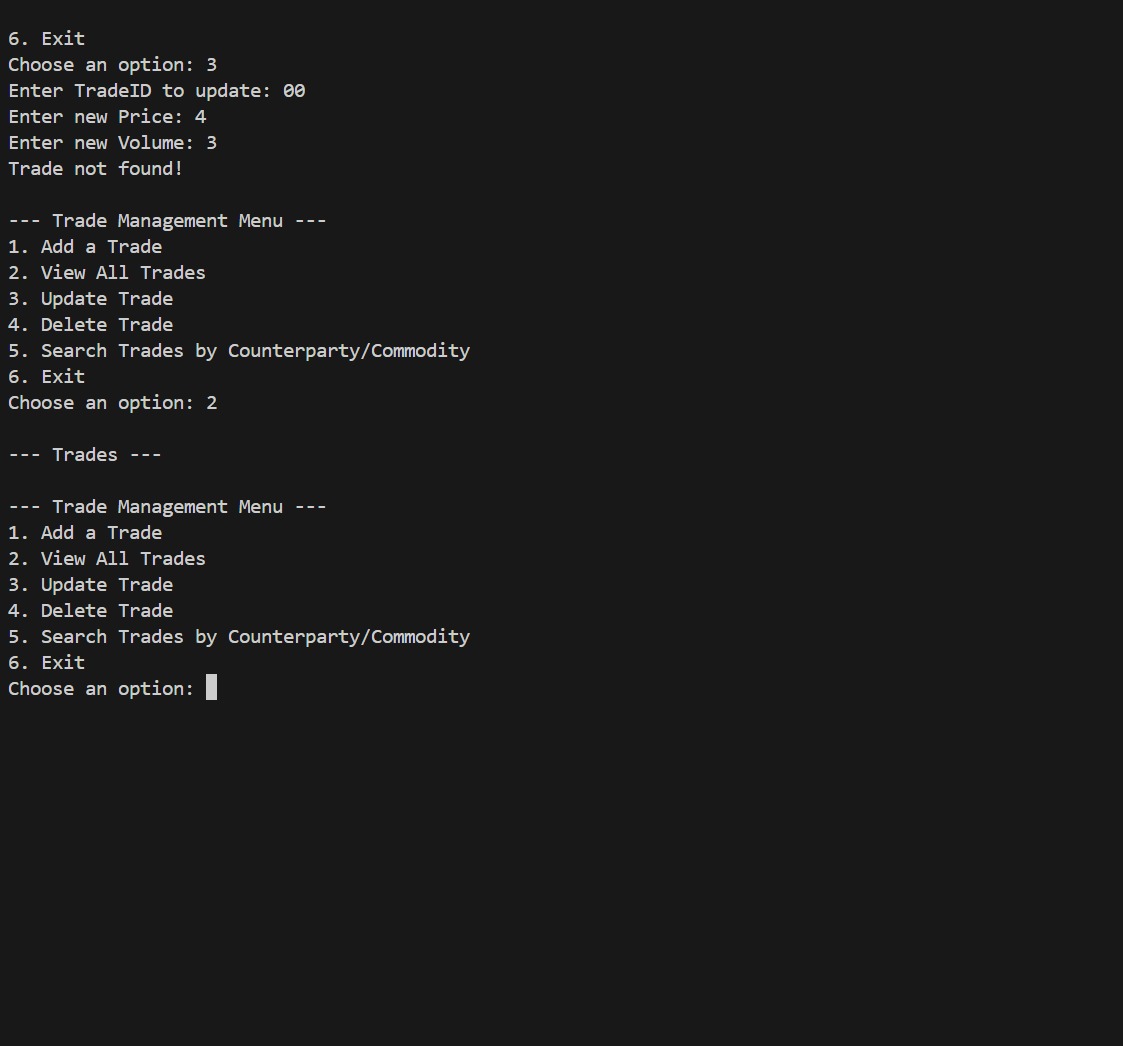 6. Exit
Choose an option: 3
Enter TradeID to update: 00
Enter new Price: 4
Enter new Volume: 3
Trade not found!
--- Trade Management Menu ---
1. Add a Trade
2. View All Trades
3. Update Trade
4. Delete Trade
5. Search Trades by Counterparty/Commodity
6. Exit
Choose an option: 2
--- Trades ---
--- Trade Management Menu ---
1. Add a Trade
2. View All Trades
3. Update Trade
4. Delete Trade
5. Search Trades by Counterparty/Commodity
6. Exit
Choose an option: